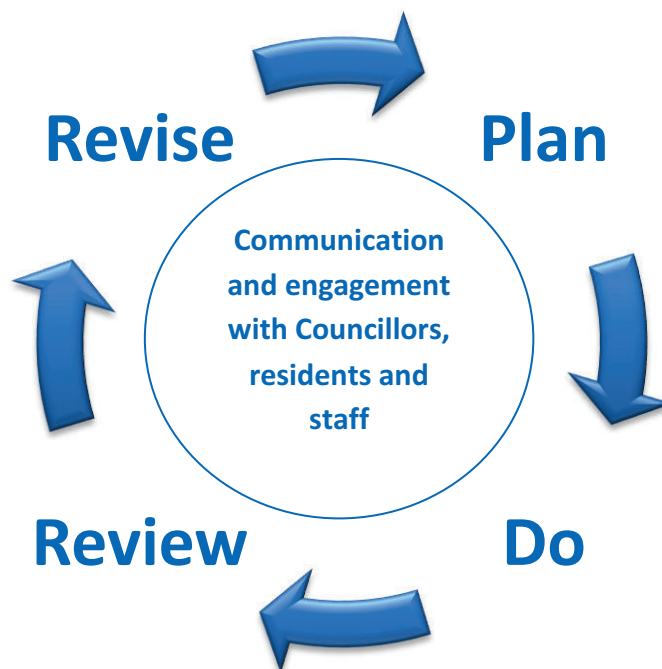 Revise
Plan
Communication
and engagement
with Councillors,
residents and
staff
Review
Do